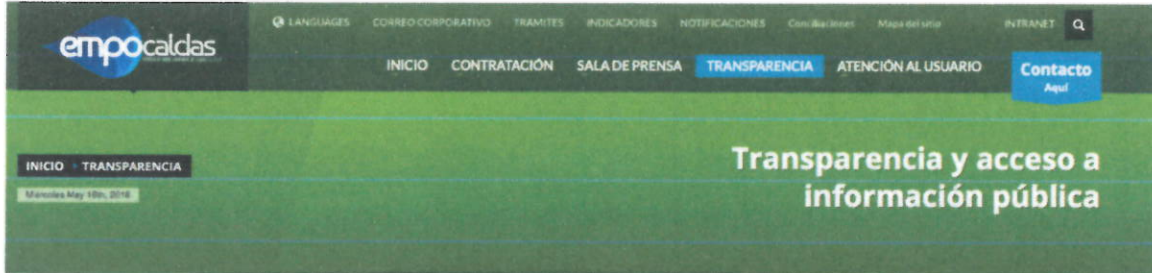 LANGUAGES CORREO CORPORATIVO TRAMITES INDICADORES NOTIFICACIONES Conciliaciones Mapa del sitio INTRANET
empocaldas
INICIO CONTRATACIÓN SALA DE PRENSA TRANSPARENCIA ATENCIÓN AL USUARIO Contacto
Aquí
INICIO TRANSPARENCIA
Transparencia y acceso a
información pública